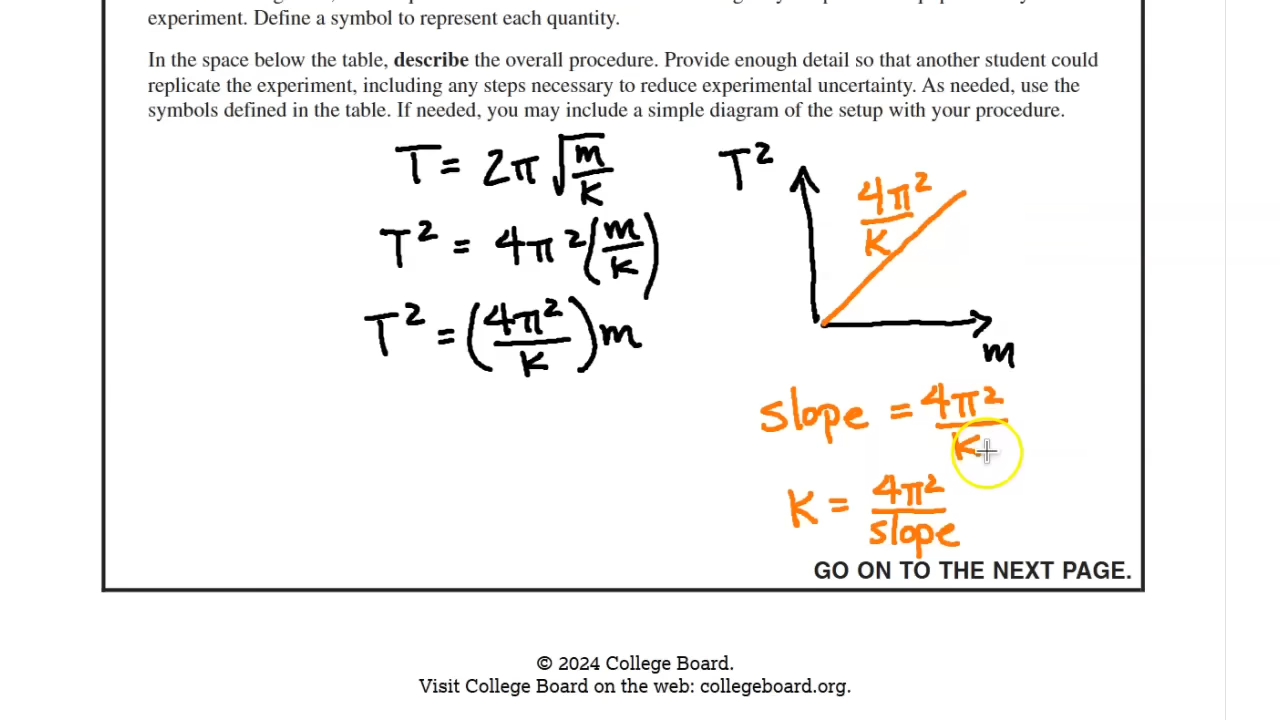 experiment. Define a symbol to represent each quantity.
In the space below the table, describe the overall procedure. Provide enough detail so that another student could
replicate the experiment, including any steps necessary to reduce experimental uncertainty. As needed, use the
symbols defined in the table. If needed, you may include a simple diagram of the setup with your procedure.
T = 2π √(m/k)
T² = 4π² (m/k)
T² = (4π²/k) m
T²
4π²/k
m
slope = 4π²/k
k = 4π²/slope
GO ON TO THE NEXT PAGE.
© 2024 College Board.
Visit College Board on the web: collegeboard.org.